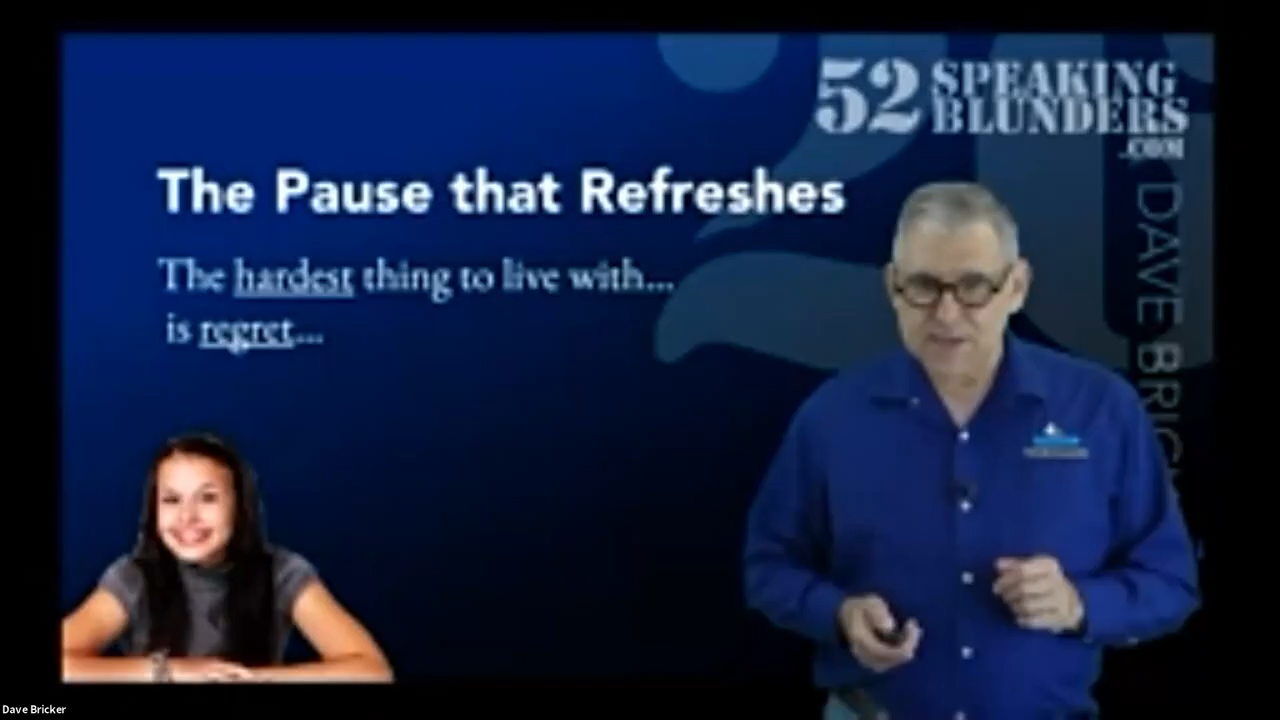 52 SPEAKING
BLUNDERS
.COM
The Pause that Refreshes
The hardest thing to live with...
is regret...
DAVE BRICK
Dave Bricker